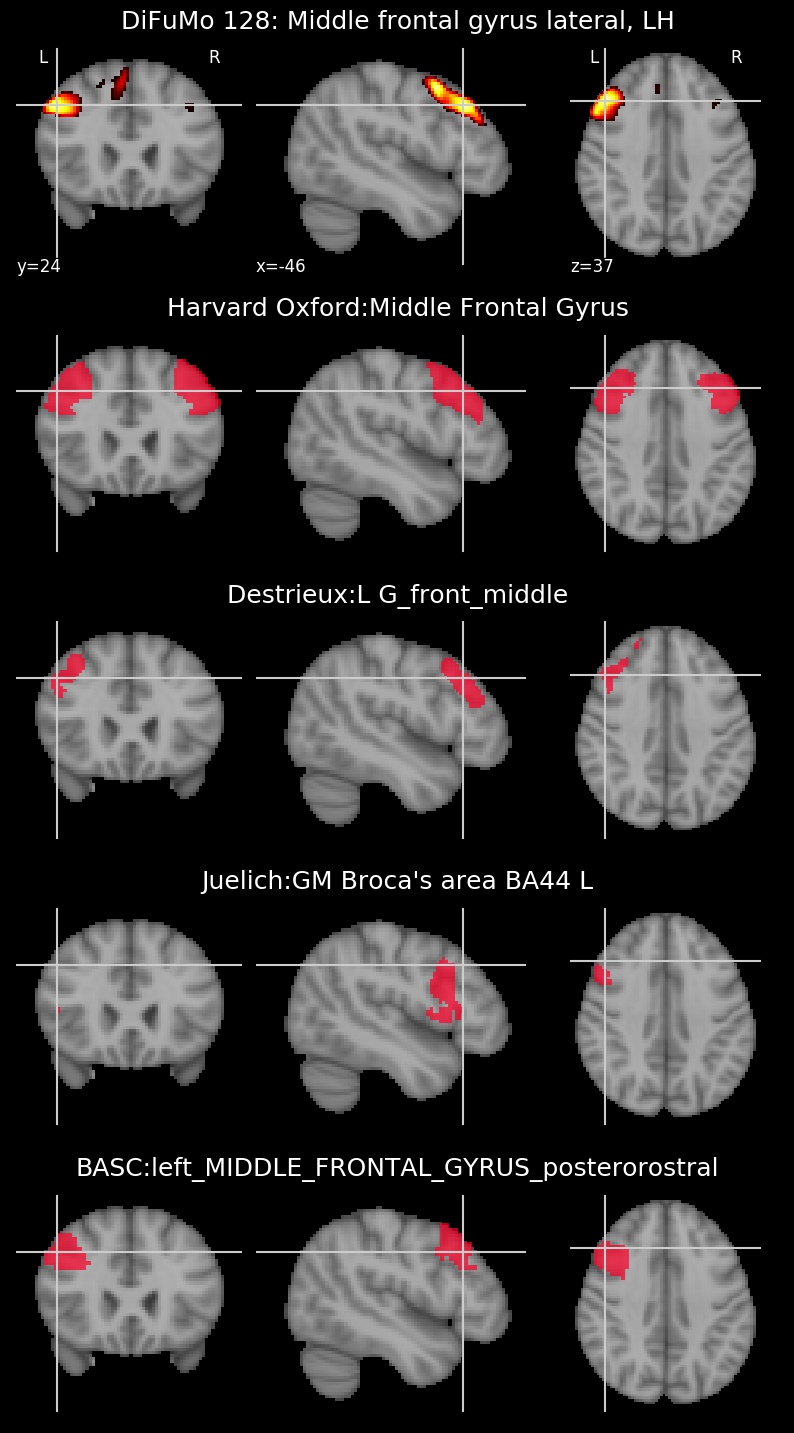 DiFuMo 128: Middle frontal gyrus lateral, LH
L R L R
y=24 x=-46 z=37
Harvard Oxford:Middle Frontal Gyrus
Destrieux:L G_front_middle
Juelich:GM Broca's area BA44 L
BASC:left_MIDDLE_FRONTAL_GYRUS_posterorostral